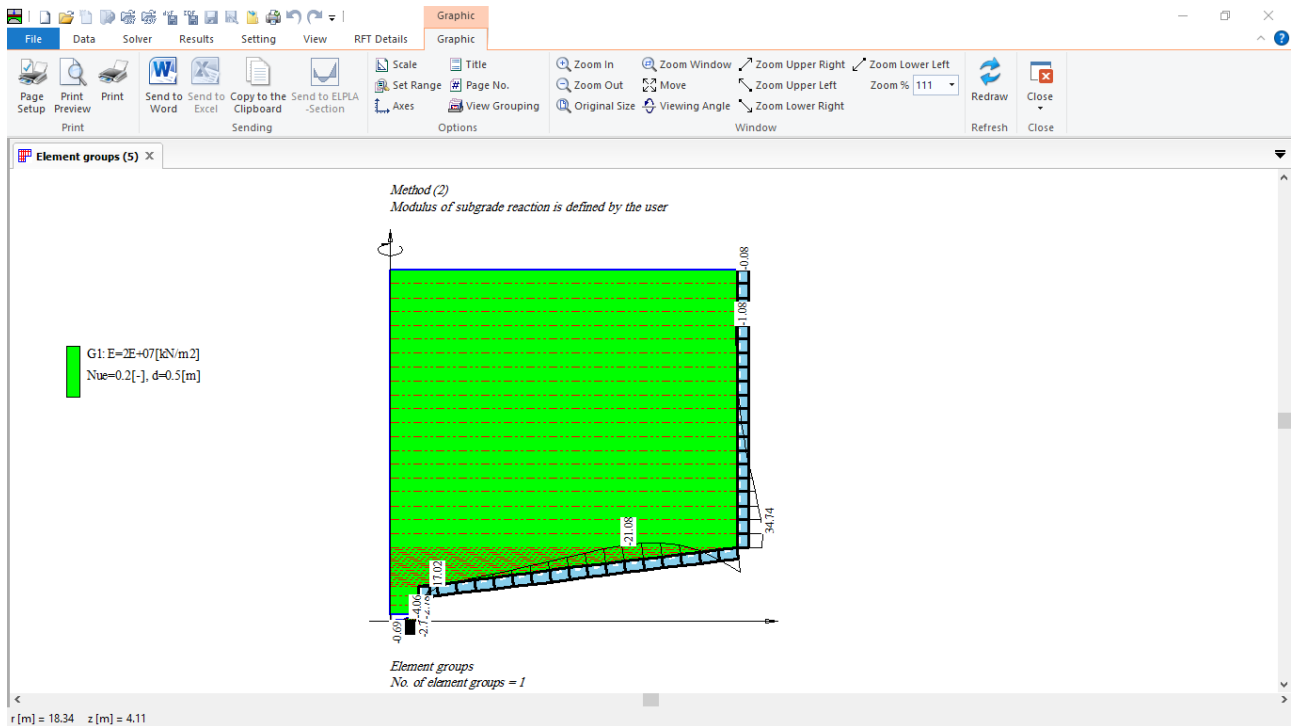 Graphic
File Data Solver Results Setting View RFT Details Graphic
Scale Title Zoom In Zoom Window Zoom Upper Right Zoom Lower Left
Set Range Page No. Zoom Out Move Zoom Upper Left Zoom % 111
Page Setup Print Preview Print Send to Word Send to Excel Copy to the Clipboard Send to ELPLA -Section Axes View Grouping Original Size Viewing Angle Zoom Lower Right Redraw Close
Print Sending Options Window Refresh Close
Element groups (5) X
Method (2)
Modulus of subgrade reaction is defined by the user
-0.08
-1.08
G1: E=2E+07[kN/m2]
Nue=0.2[-], d=0.5[m]
34.74
-21.08
17.02
-4.06
-0.69
Element groups
No. of element groups = 1
r [m] = 18.34 z [m] = 4.11